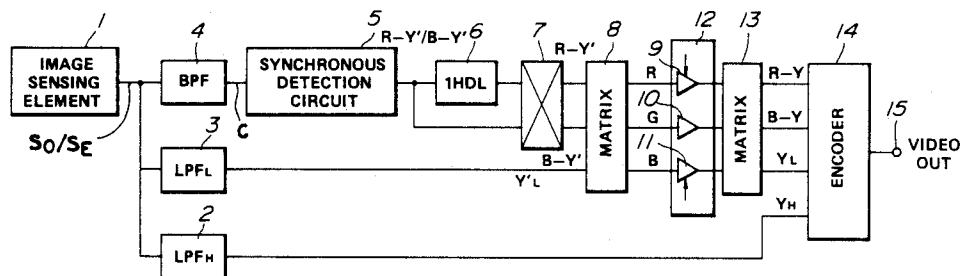 1
IMAGE
SENSING
ELEMENT
SO/SE
4
BPF
C
5
SYNCHRONOUS
DETECTION
CIRCUIT
R-Y'/B-Y'
6
1HDL
7
R-Y'
B-Y'
3
LPFL
Y'L
2
LPFH
8
MATRIX
R
G
B
9
10
11
12
13
MATRIX
R-Y
B-Y
YL
YH
14
ENCODER
15
VIDEO
OUT